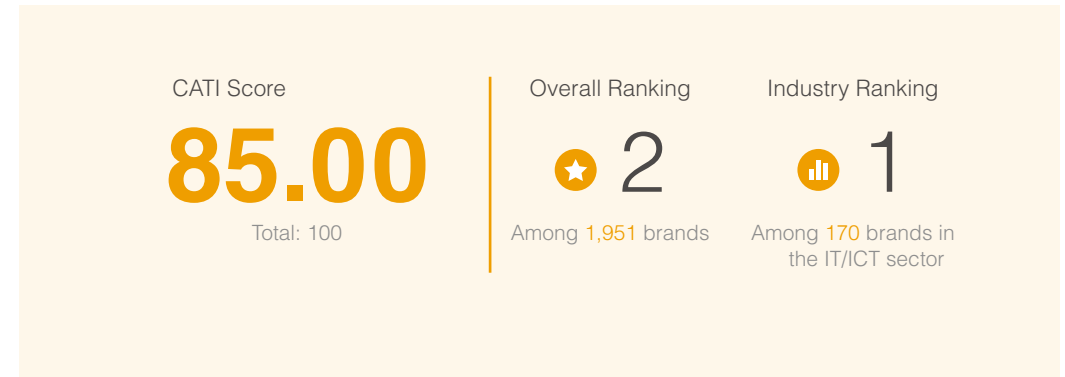 CATI Score
85.00
Total: 100
Overall Ranking
2
Among 1,951 brands
Industry Ranking
1
Among 170 brands in
the IT/ICT sector